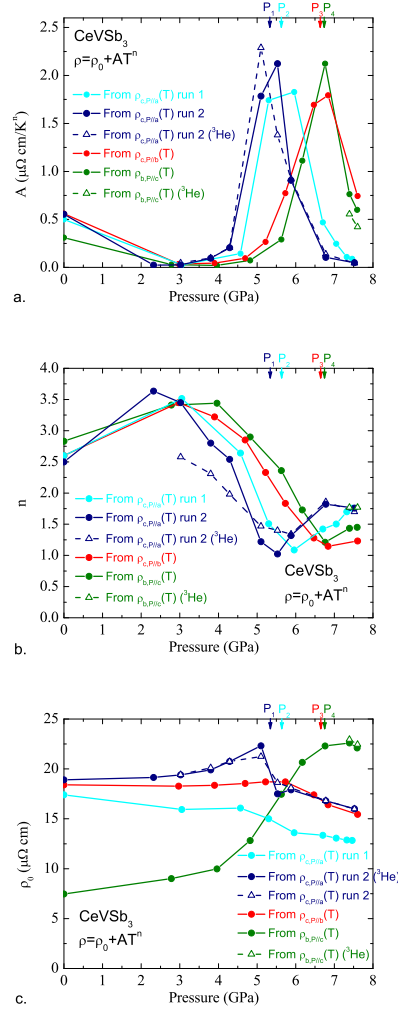 P₁ P₂ P₃ P₄
CeVSb₃
ρ=ρ₀+ATⁿ
From ρc,P//a(T) run 1
From ρc,P//a(T) run 2
From ρc,P//a(T) run 2 (³He)
From ρc,P//b(T)
From ρb,P//c(T)
From ρb,P//c(T) (³He)
A (μΩ cm/Kⁿ)
2.5
2.0
1.5
1.0
0.5
0.0
0 1 2 3 4 5 6 7 8
Pressure (GPa)
a.
P₁ P₂ P₃ P₄
4.0
3.5
3.0
2.5
2.0
1.5
1.0
0.5
0.0
n
From ρc,P//a(T) run 1
From ρc,P//a(T) run 2
From ρc,P//a(T) run 2 (³He)
From ρc,P//b(T)
From ρb,P//c(T)
From ρb,P//c(T) (³He)
CeVSb₃
ρ=ρ₀+ATⁿ
0 1 2 3 4 5 6 7 8
Pressure (GPa)
b.
P₁ P₂ P₃ P₄
25
20
15
10
5
0
ρ₀ (μΩ cm)
From ρc,P//a(T) run 1
From ρc,P//a(T) run 2 (³He)
From ρc,P//a(T) run 2
From ρc,P//b(T)
From ρb,P//c(T)
From ρb,P//c(T) (³He)
CeVSb₃
ρ=ρ₀+ATⁿ
0 1 2 3 4 5 6 7 8
Pressure (GPa)
c.